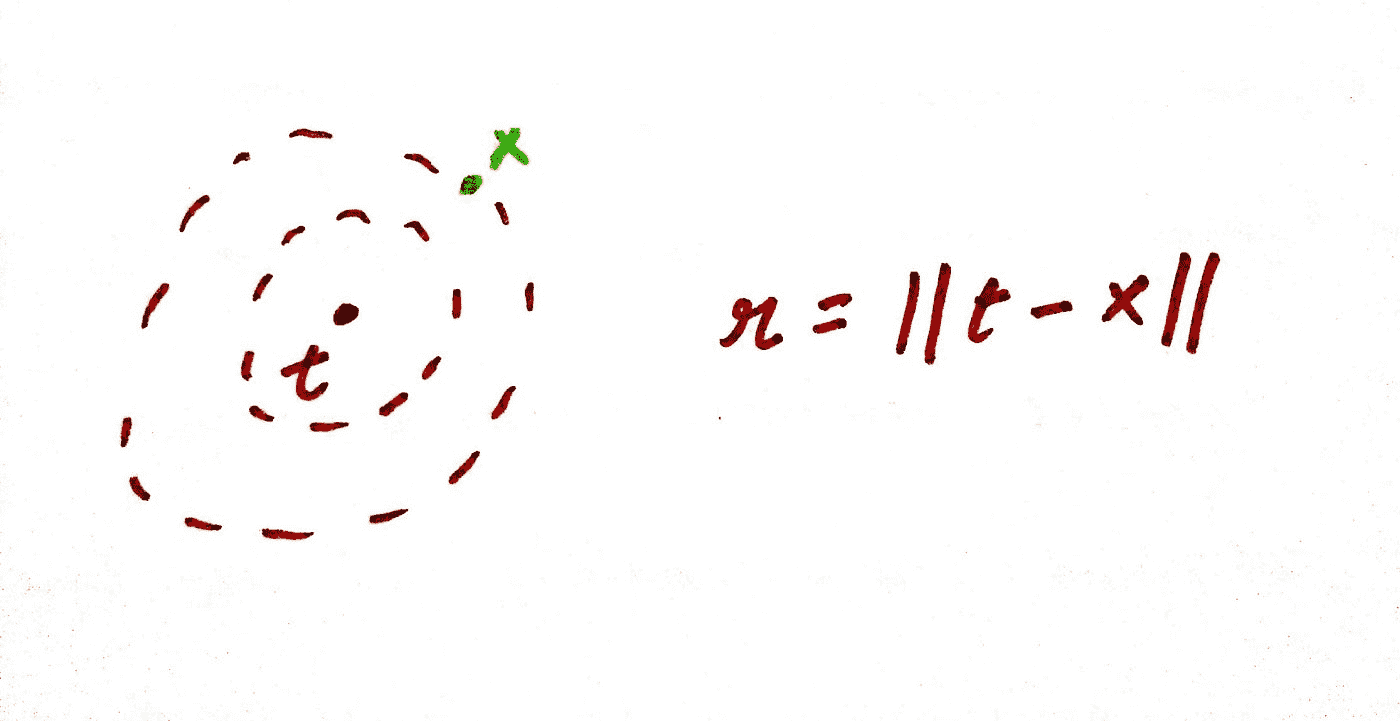 x
t
r = ||t - x||